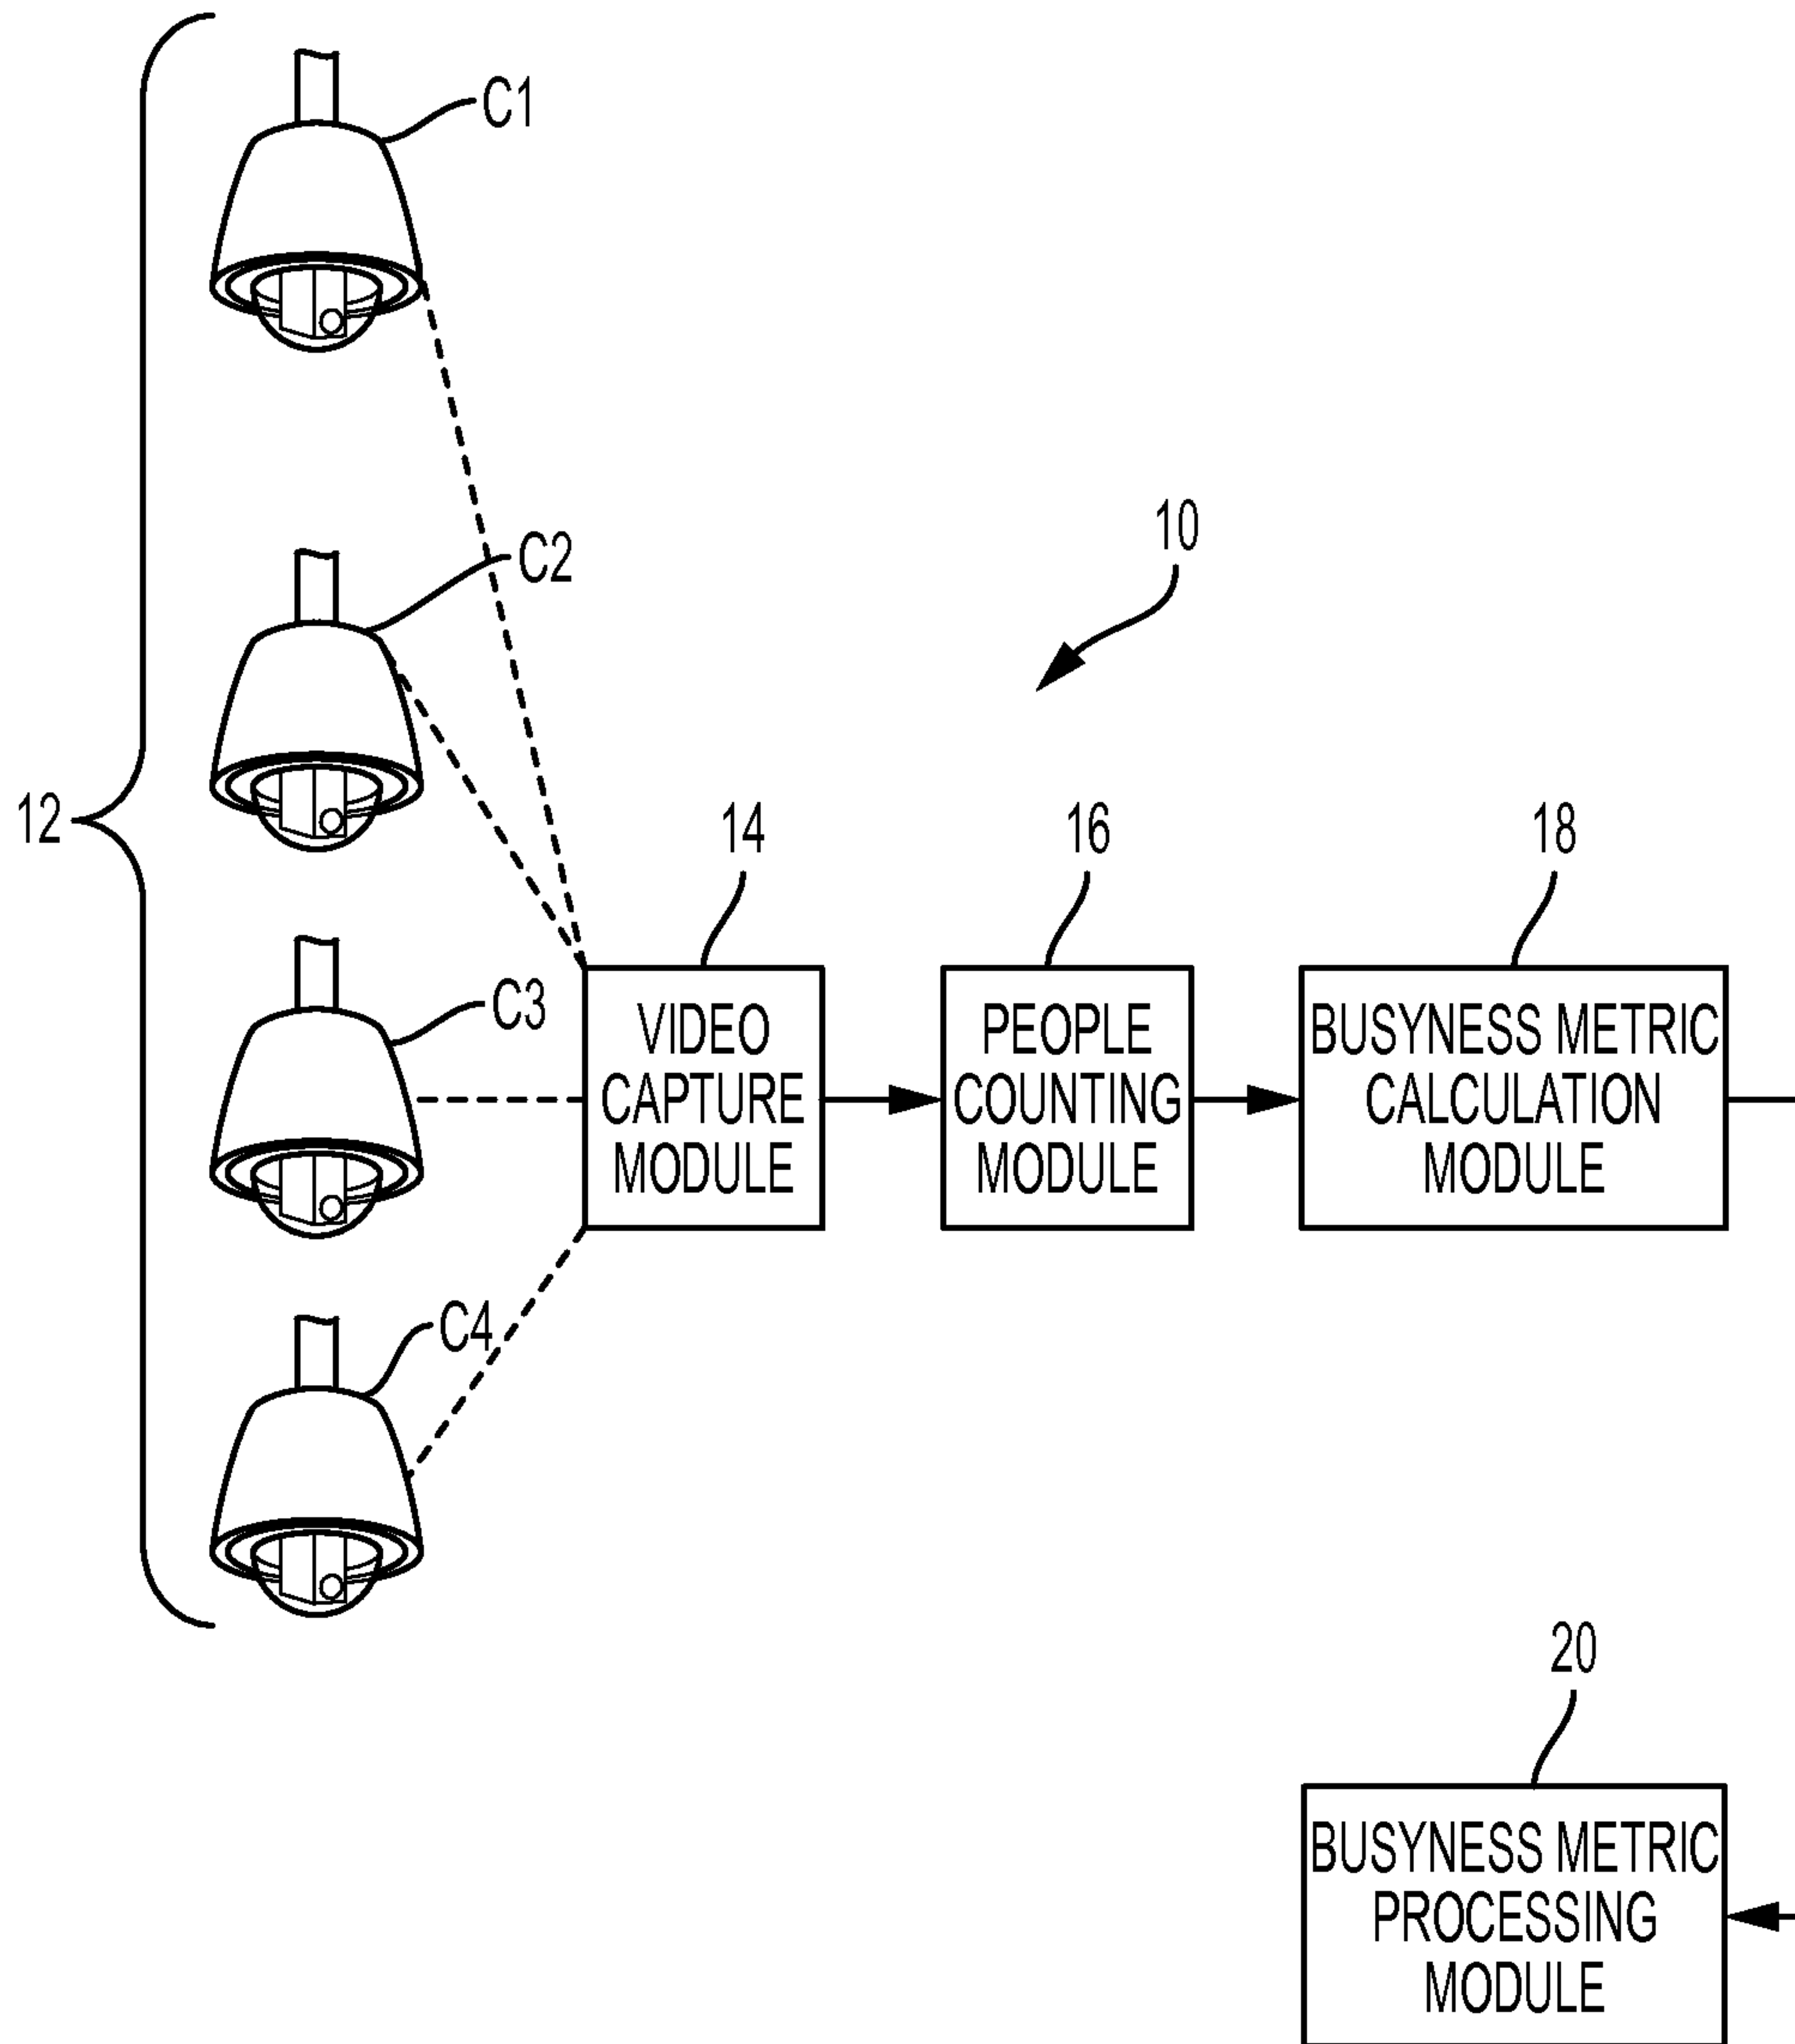 C1
C2
10
12
14
16
18
C3
VIDEO
CAPTURE
MODULE
PEOPLE
COUNTING
MODULE
BUSYNESS METRIC
CALCULATION
MODULE
C4
20
BUSYNESS METRIC
PROCESSING
MODULE